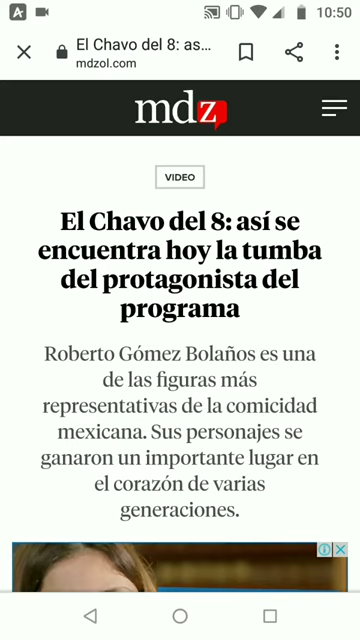 10:50
El Chavo del 8: as...
mdzol.com
mdz
VIDEO
El Chavo del 8: así se
encuentra hoy la tumba
del protagonista del
programa
Roberto Gómez Bolaños es una
de las figuras más
representativas de la comicidad
mexicana. Sus personajes se
ganaron un importante lugar en
el corazón de varias
generaciones.